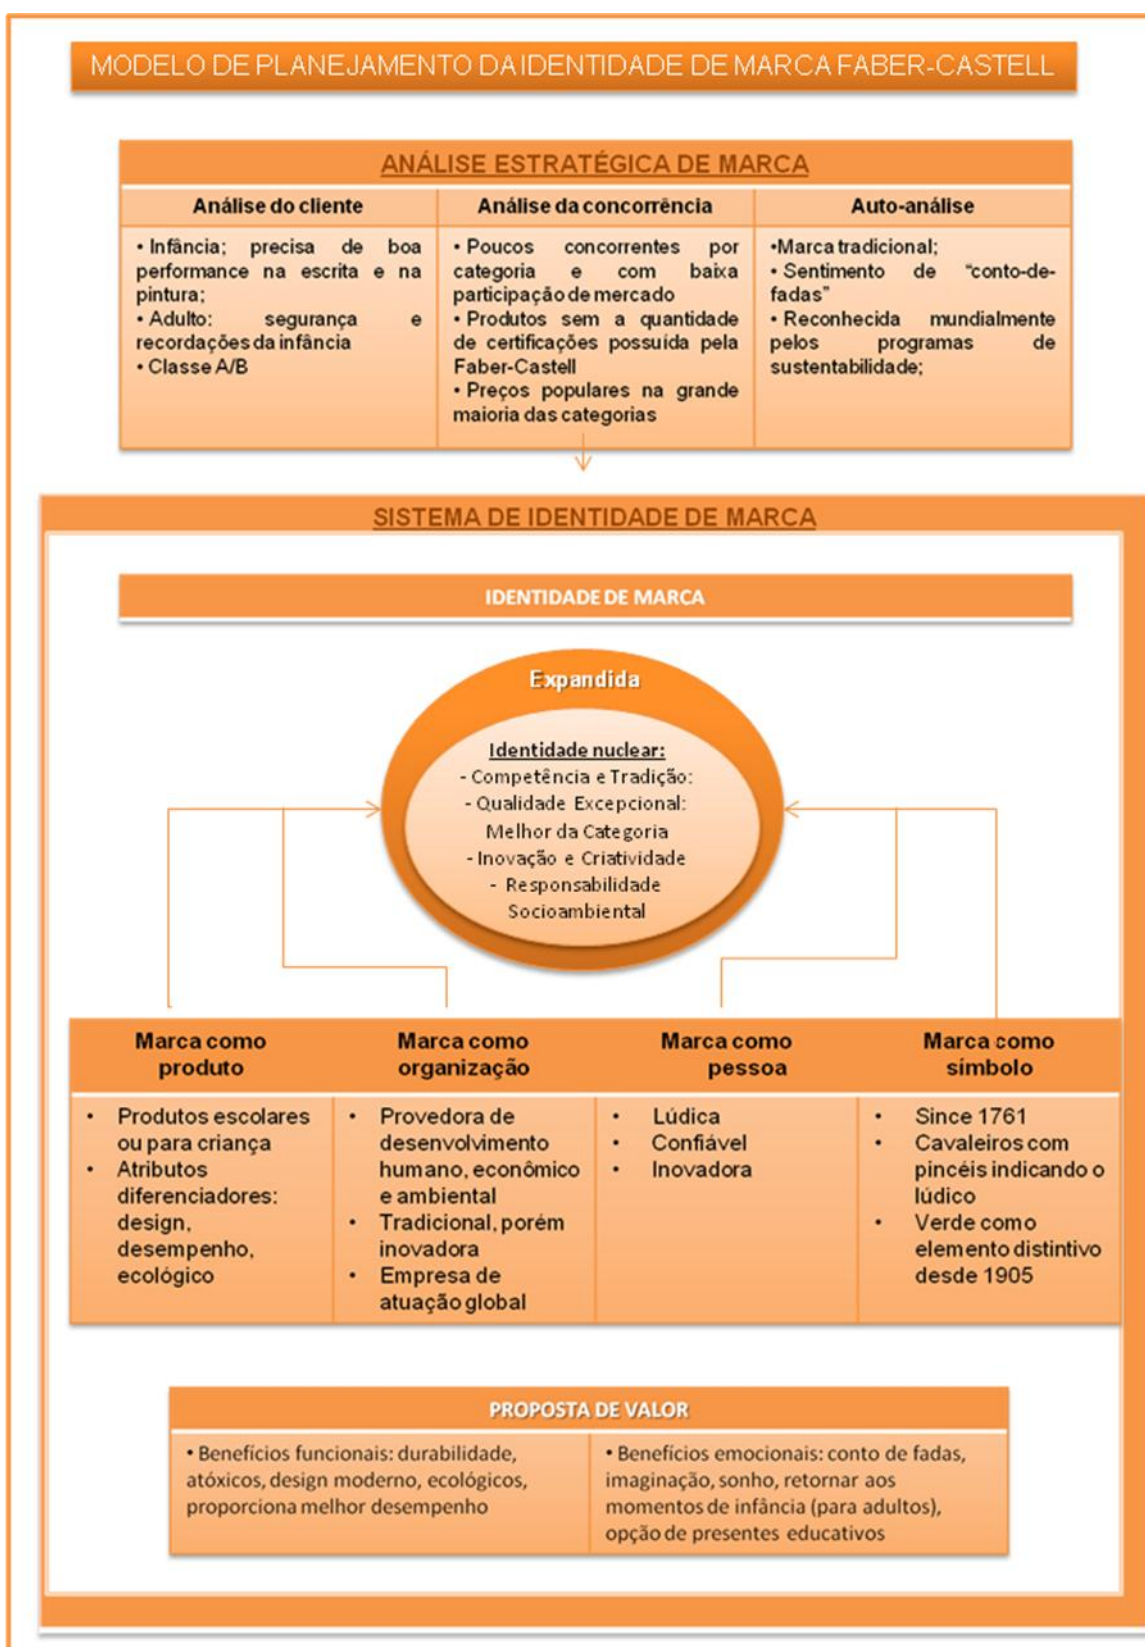 MODELO DE PLANEJAMENTO DA IDENTIDADE DE MARCA FABER-CASTELL
ANÁLISE ESTRATÉGICA DE MARCA
Análise do cliente
• Infância; precisa de boa
performance na escrita e na
pintura;
• Adulto: segurança e
recordações da infância
• Classe A/B
Análise da concorrência
• Poucos concorrentes por
categoria e com baixa
participação de mercado
• Produtos sem a quantidade
de certificações possuída pela
Faber-Castell
• Preços populares na grande
maioria das categorias
Auto-análise
•Marca tradicional;
• Sentimento de “conto-de-
fadas”
• Reconhecida mundialmente
pelos programas de
sustentabilidade;
SISTEMA DE IDENTIDADE DE MARCA
IDENTIDADE DE MARCA
Expandida
Identidade nuclear:
- Competência e Tradição:
- Qualidade Excepcional:
Melhor da Categoria
- Inovação e Criatividade
- Responsabilidade
Socioambiental
Marca como
produto
• Produtos escolares
ou para criança
• Atributos
diferenciadores:
design,
desempenho,
ecológico
Marca como
organização
• Provedora de
desenvolvimento
humano, econômico
e ambiental
• Tradicional, porém
inovadora
• Empresa de
atuação global
Marca como
pessoa
• Lúdica
• Confiável
• Inovadora
Marca como
símbolo
• Since 1761
• Cavaleiros com
pincéis indicando o
lúdico
• Verde como
elemento distintivo
desde 1905
PROPOSTA DE VALOR
• Benefícios funcionais: durabilidade,
atóxicos, design moderno, ecológicos,
proporciona melhor desempenho
• Benefícios emocionais: conto de fadas,
imaginação, sonho, retornar aos
momentos de infância (para adultos),
opção de presentes educativos